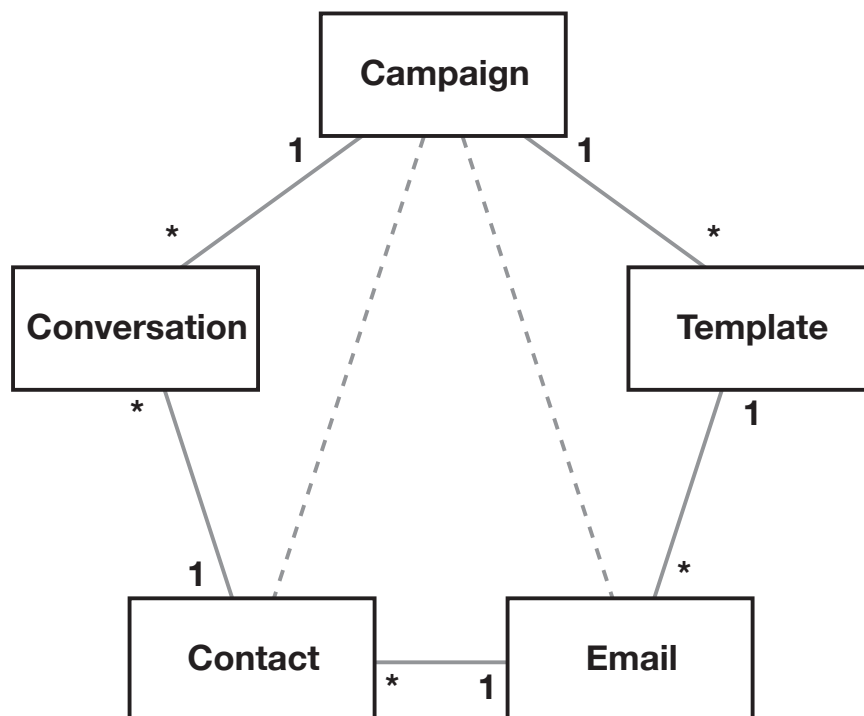 Campaign
1 1
* *
Conversation Template
* 1
1 *
Contact Email
* 1